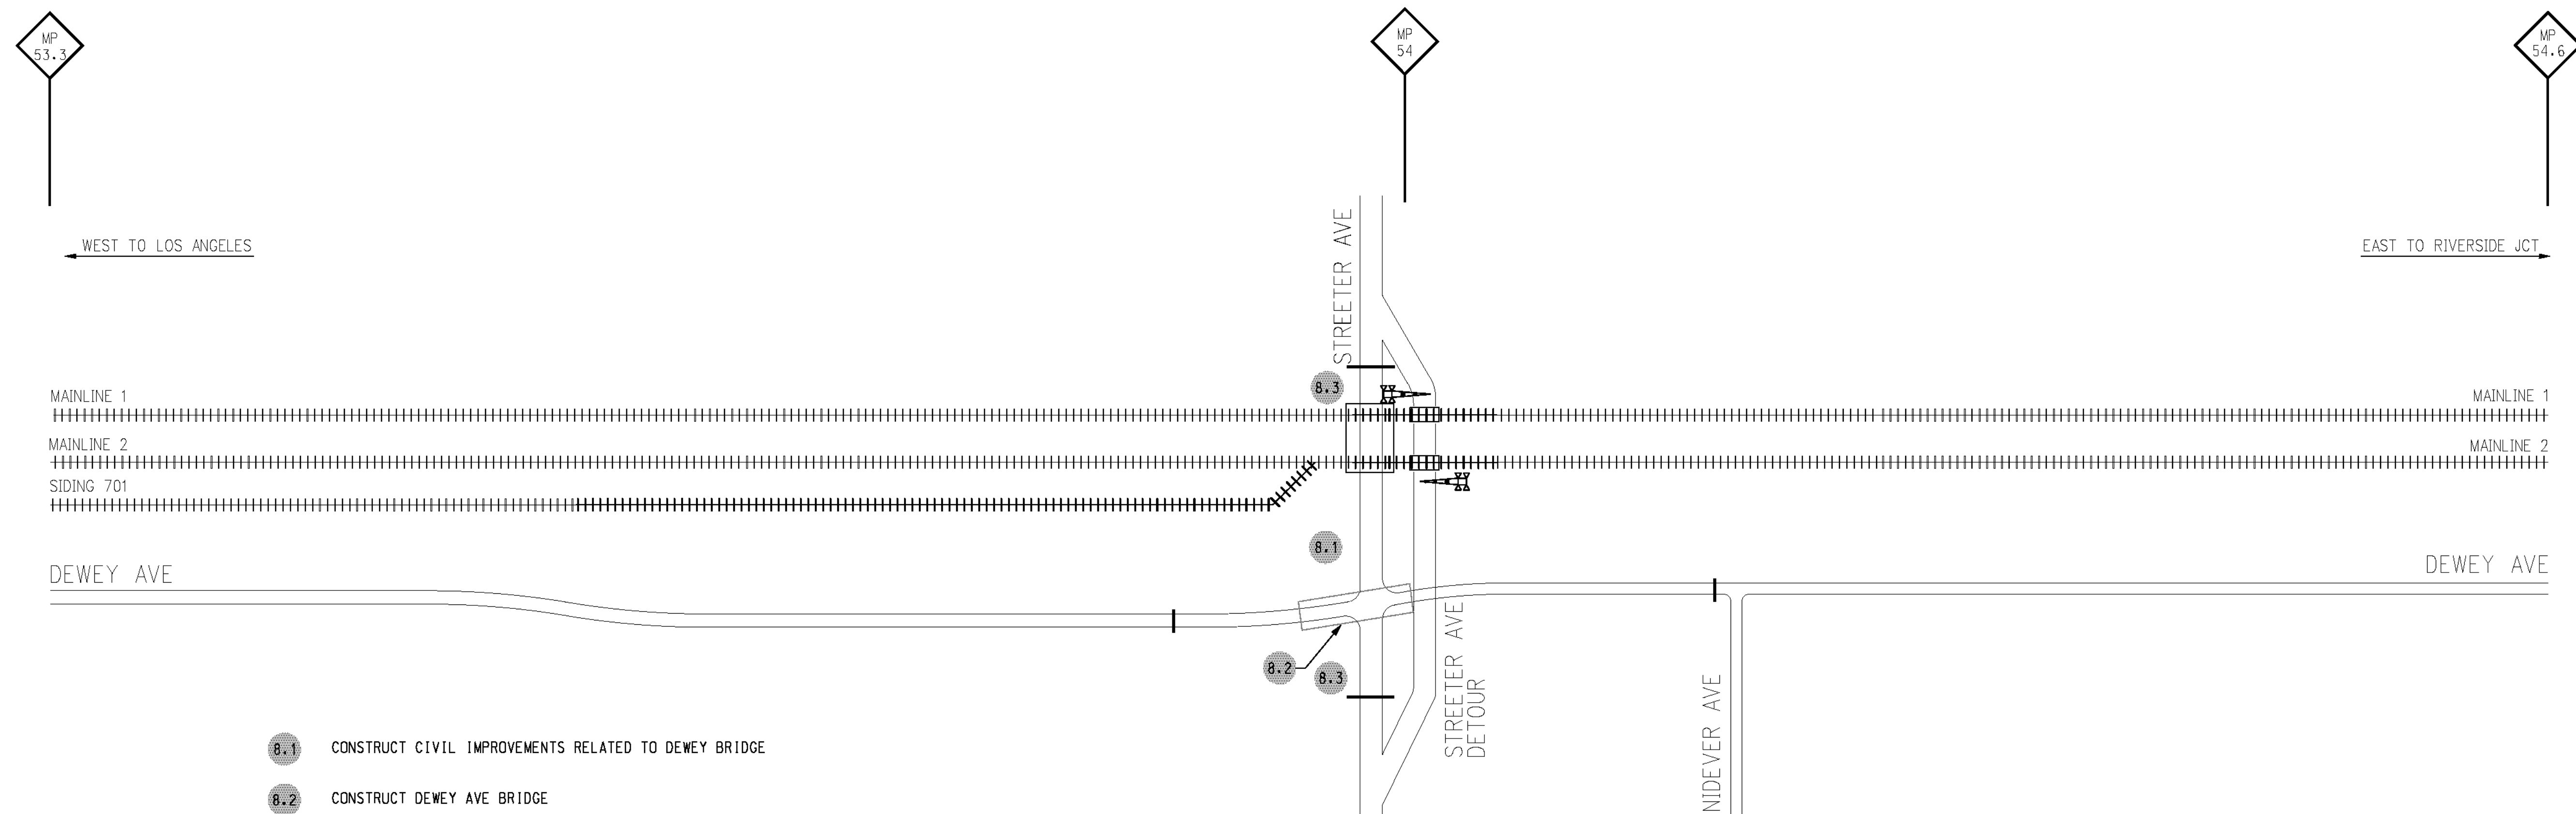 MP
53.3
MP
54
MP
54.6
WEST TO LOS ANGELES
EAST TO RIVERSIDE JCT
STREETER AVE
MAINLINE 1
MAINLINE 1
8.3
MAINLINE 2
MAINLINE 2
SIDING 701
8.1
DEWEY AVE
DEWEY AVE
8.2
8.3
STREETER AVE
DETOUR
NIDEVER AVE
8.1 CONSTRUCT CIVIL IMPROVEMENTS RELATED TO DEWEY BRIDGE
8.2 CONSTRUCT DEWEY AVE BRIDGE